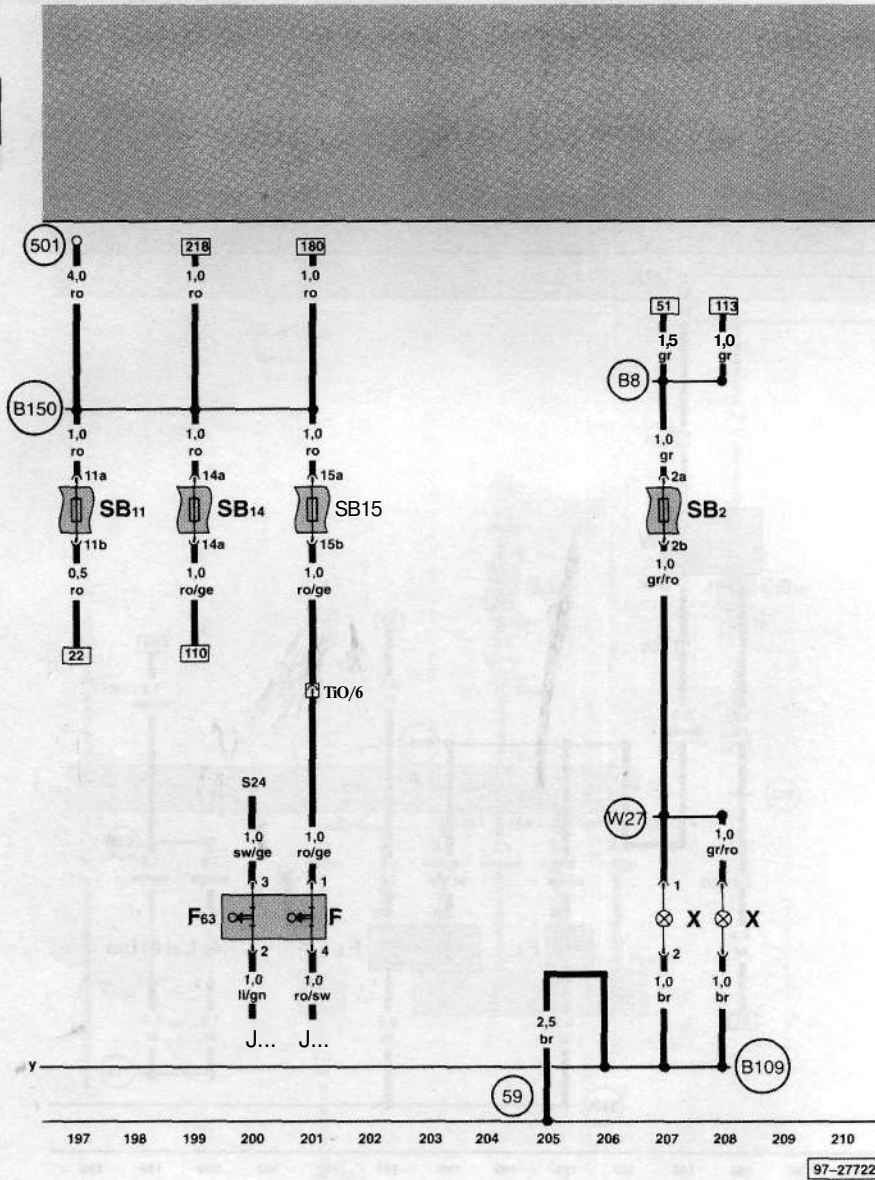 501
218
180
4,0
1,0
1,0
ro
ro
ro
51
113
1,5
1,0
gr
gr
B8
B150
1,0
1,0
1,0
1,0
ro
ro
ro
gr
11a
14a
15a
2a
SB11
SB14
SB15
SB2
11b
14a
15b
2b
0,5
1,0
1,0
1,0
ro
ro/ge
ro/ge
gr/ro
22
110
TiO/6
S24
W27
1,0
1,0
1,0
sw/ge
ro/ge
gr/ro
3
1
1
F63
F
X
X
2
4
2
1,0
1,0
1,0
1,0
li/gn
ro/sw
br
br
2,5
br
J...
J...
y
B109
59
197 198 199 200 201 202 203 204 205 206 207 208 209 210
97-27722